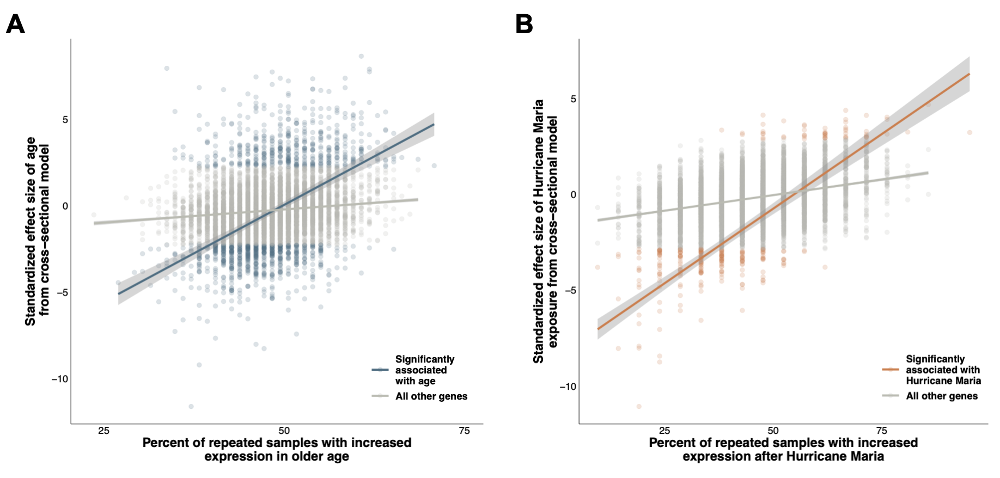 A
B
Standardized effect size of age
from cross–sectional model
5
0
−5
−10
25
50
75
Percent of repeated samples with increased
expression in older age
Significantly
associated
with age
All other genes
Standardized effect size of Hurricane Maria
exposure from cross–sectional model
5
0
−5
−10
25
50
75
Percent of repeated samples with increased
expression after Hurricane Maria
Significantly
associated with
Hurricane Maria
All other genes